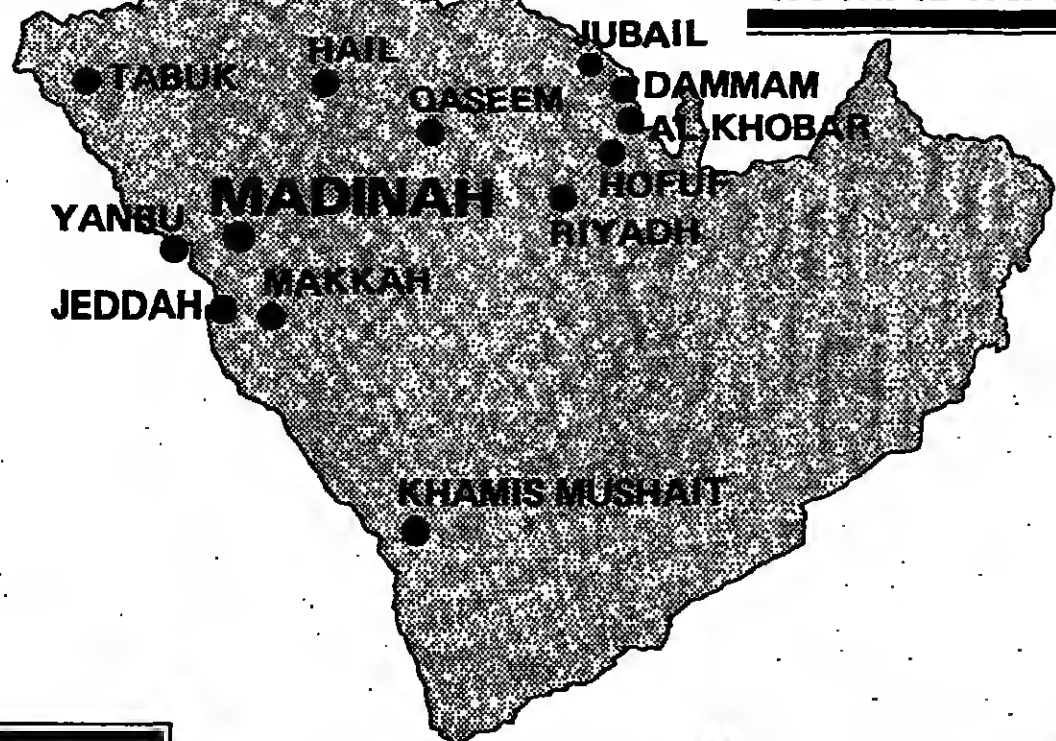 JUBAIL
HAIL
TABUK
DAMMAM
QASEEM
AL KHOBAR
HOFUF
MADINAH
YANBU
RIYADH
MAKKAH
JEDDAH
KHAMIS MUSHAIT